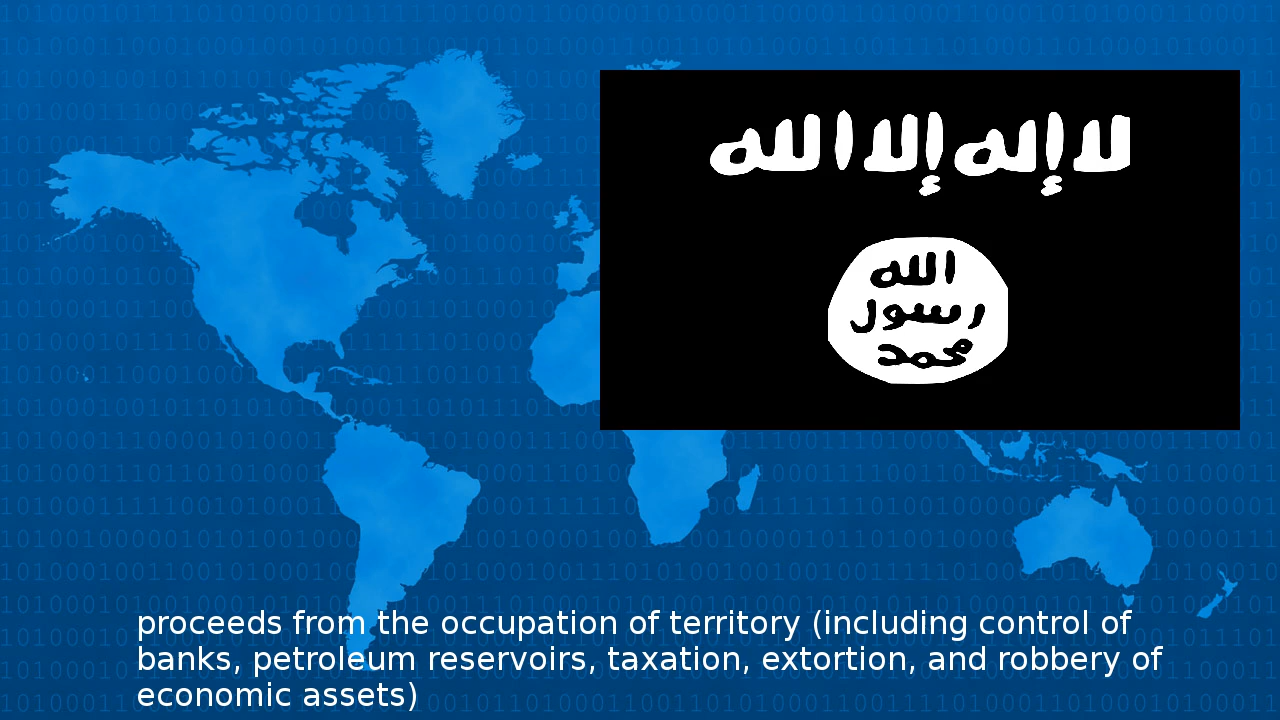 لا إله إلا الله
الله
رسول
محمد
proceeds from the occupation of territory (including control of
banks, petroleum reservoirs, taxation, extortion, and robbery of
economic assets)